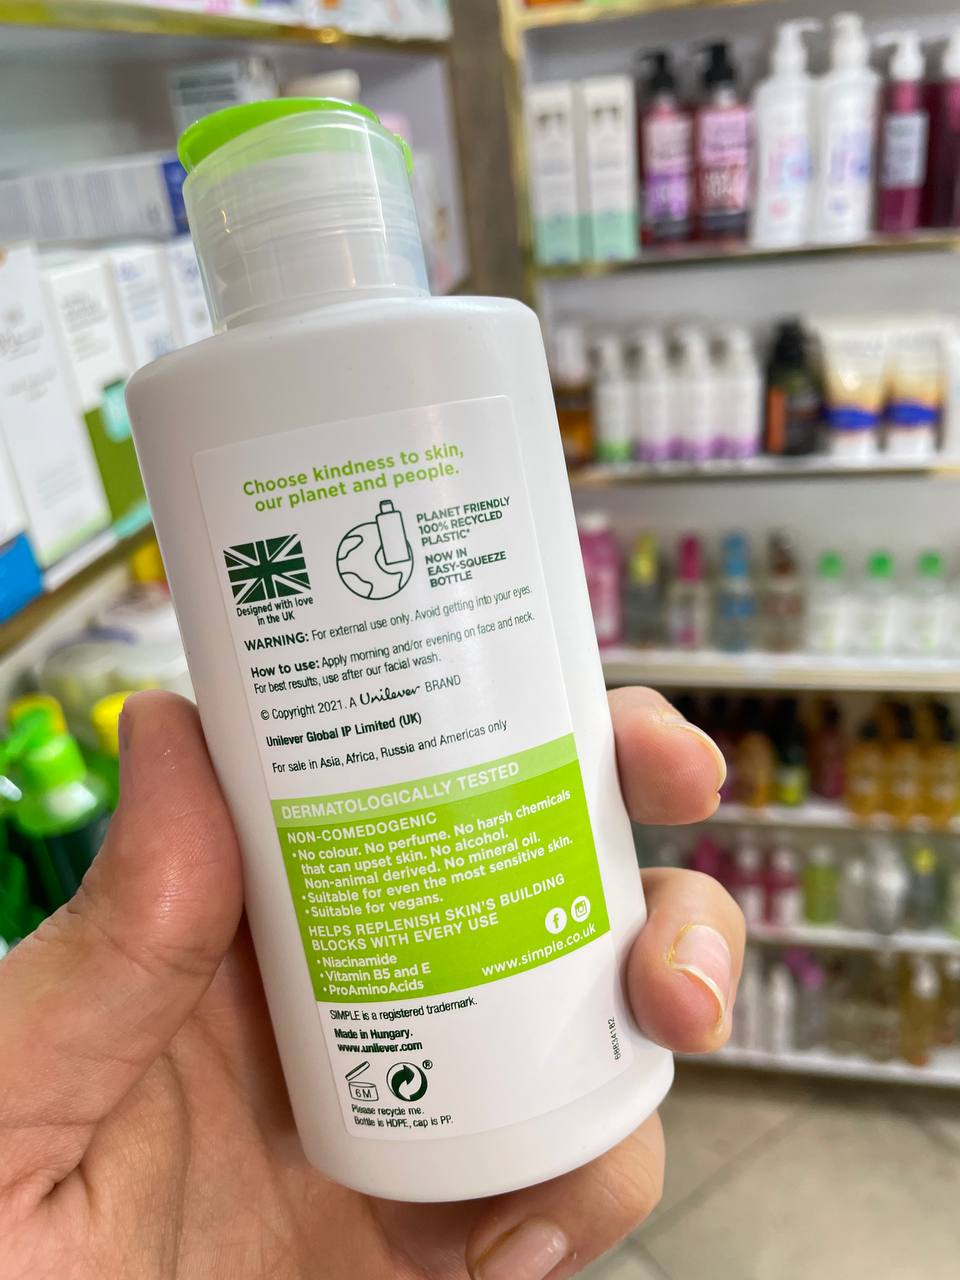 Choose kindness to skin,
our planet and people.
Designed with love
in the UK
PLANET FRIENDLY
100% RECYCLED
PLASTIC*
NOW IN
EASY-SQUEEZE
BOTTLE
WARNING: For external use only. Avoid getting into your eyes.
How to use: Apply morning and/or evening on face and neck.
For best results, use after our facial wash.
© Copyright 2021. A Unilever BRAND
Unilever Global IP Limited (UK)
For sale in Asia, Africa, Russia and Americas only
DERMATOLOGICALLY TESTED
NON-COMEDOGENIC
• No colour. No perfume. No harsh chemicals
that can upset skin. No alcohol.
Non-animal derived. No mineral oil.
• Suitable for even the most sensitive skin.
• Suitable for vegans.
HELPS REPLENISH SKIN'S BUILDING
BLOCKS WITH EVERY USE
• Niacinamide
• Vitamin B5 and E
• ProAminoAcids
f
www.simple.co.uk
SIMPLE is a registered trademark.
Made in Hungary.
www.unilever.com
6M
®
Please recycle me.
Bottle is HDPE, cap is PP.
68834162